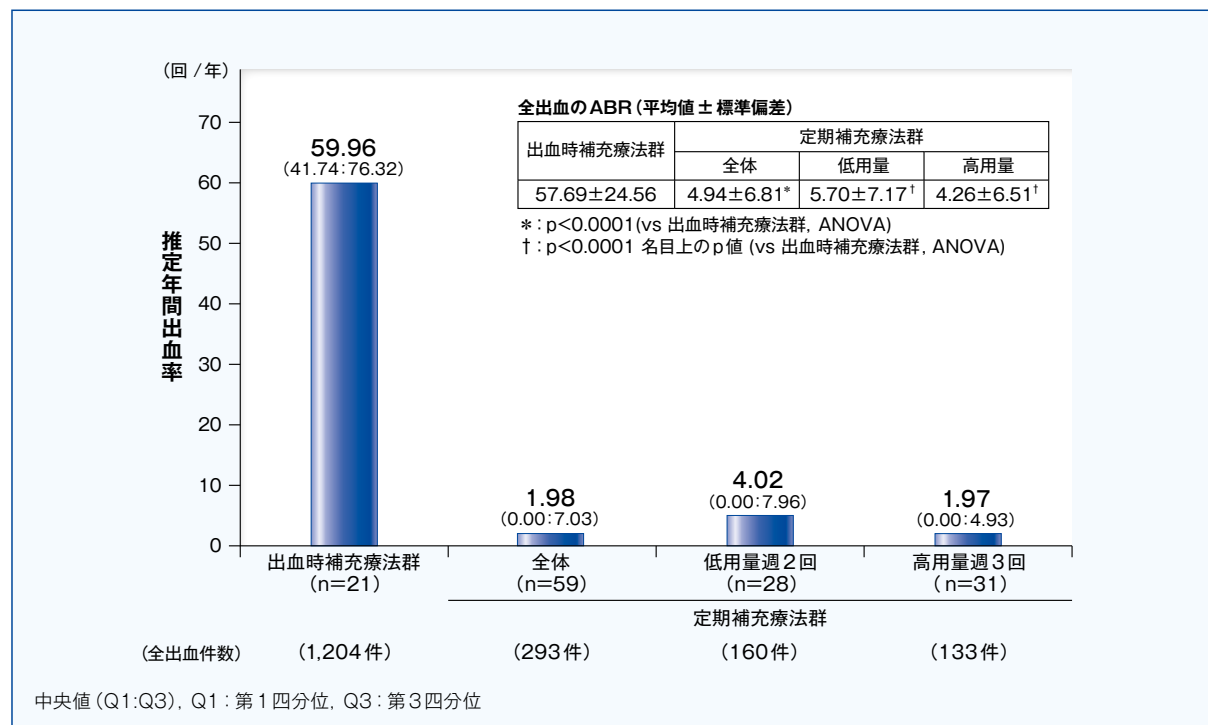 (回/年)
全出血のABR(平均値±標準偏差)
出血時補充療法群
定期補充療法群
全体
低用量
高用量
57.69±24.56
4.94±6.81*
5.70±7.17†
4.26±6.51†
*:p<0.0001(vs 出血時補充療法群, ANOVA)
†:p<0.0001 名目上のp値 (vs 出血時補充療法群, ANOVA)
推定年間出血率
70
60
50
40
30
20
10
0
59.96
(41.74:76.32)
1.98
(0.00:7.03)
4.02
(0.00:7.96)
1.97
(0.00:4.93)
出血時補充療法群
(n=21)
全体
(n=59)
低用量週2回
(n=28)
高用量週3回
(n=31)
定期補充療法群
(全出血件数) (1,204件) (293件) (160件) (133件)
中央値(Q1:Q3), Q1:第1四分位, Q3:第3四分位